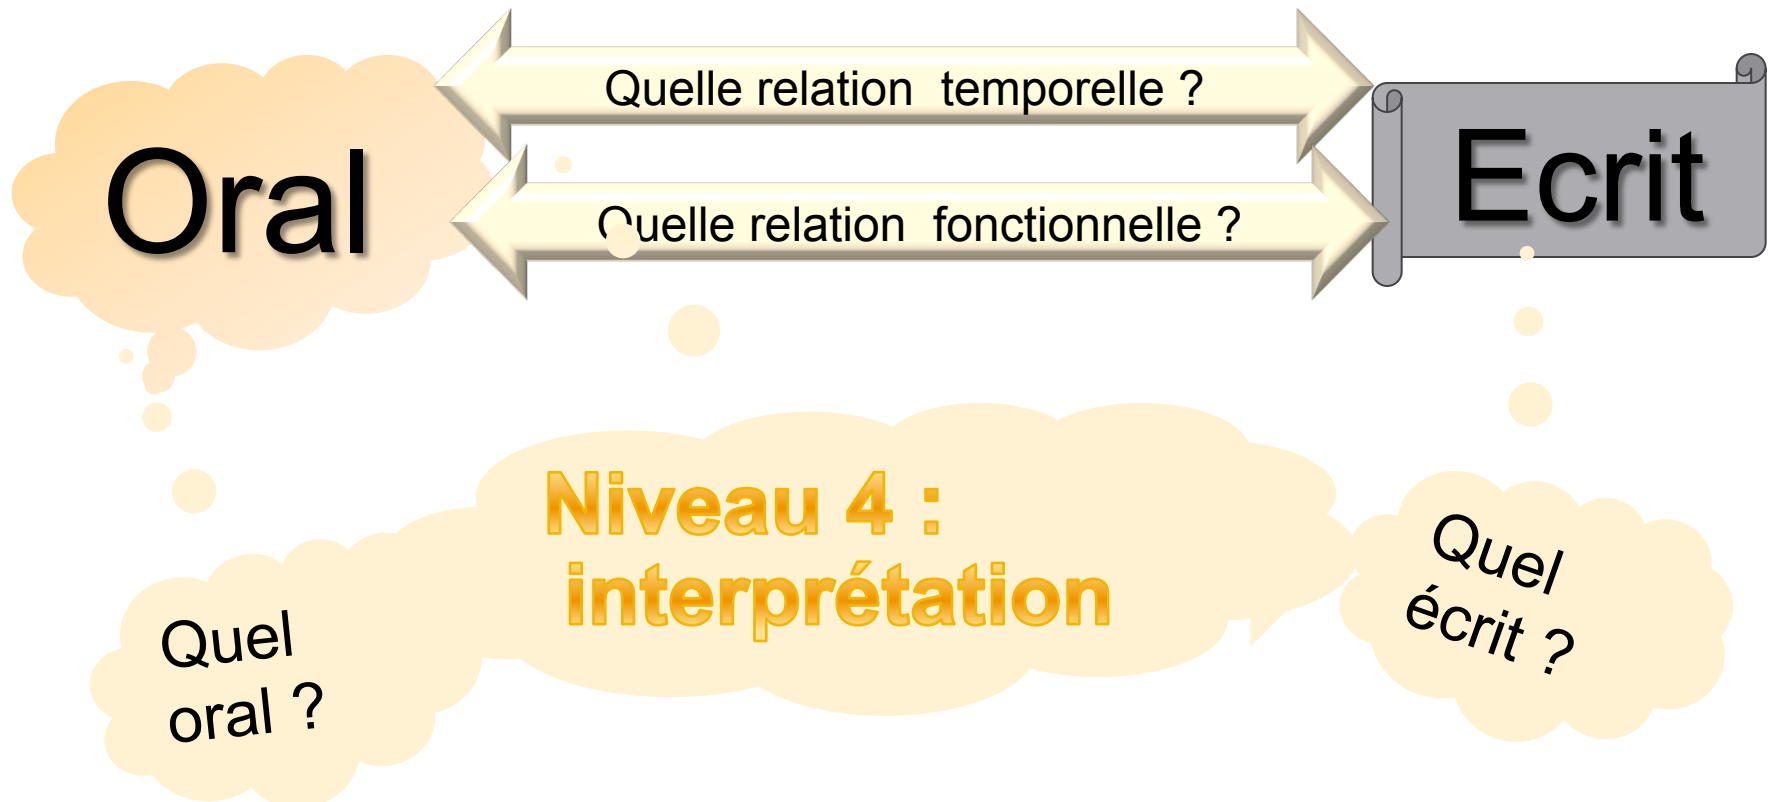 Quelle relation temporelle ?
Oral
Ecrit
Quelle relation fonctionnelle ?
Niveau 4 :
interprétation
Quel
oral ?
Quel
écrit ?